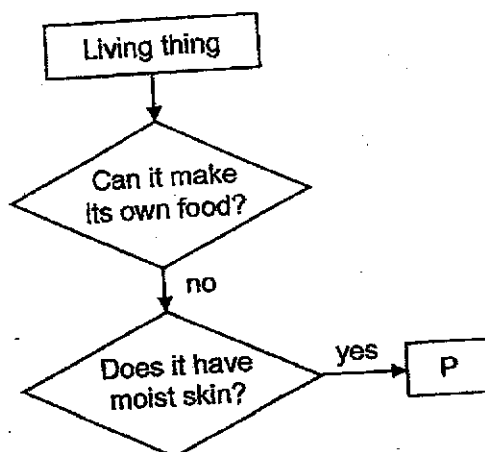 Living thing
Can it make
its own food?
no
Does it have
moist skin?
yes
P